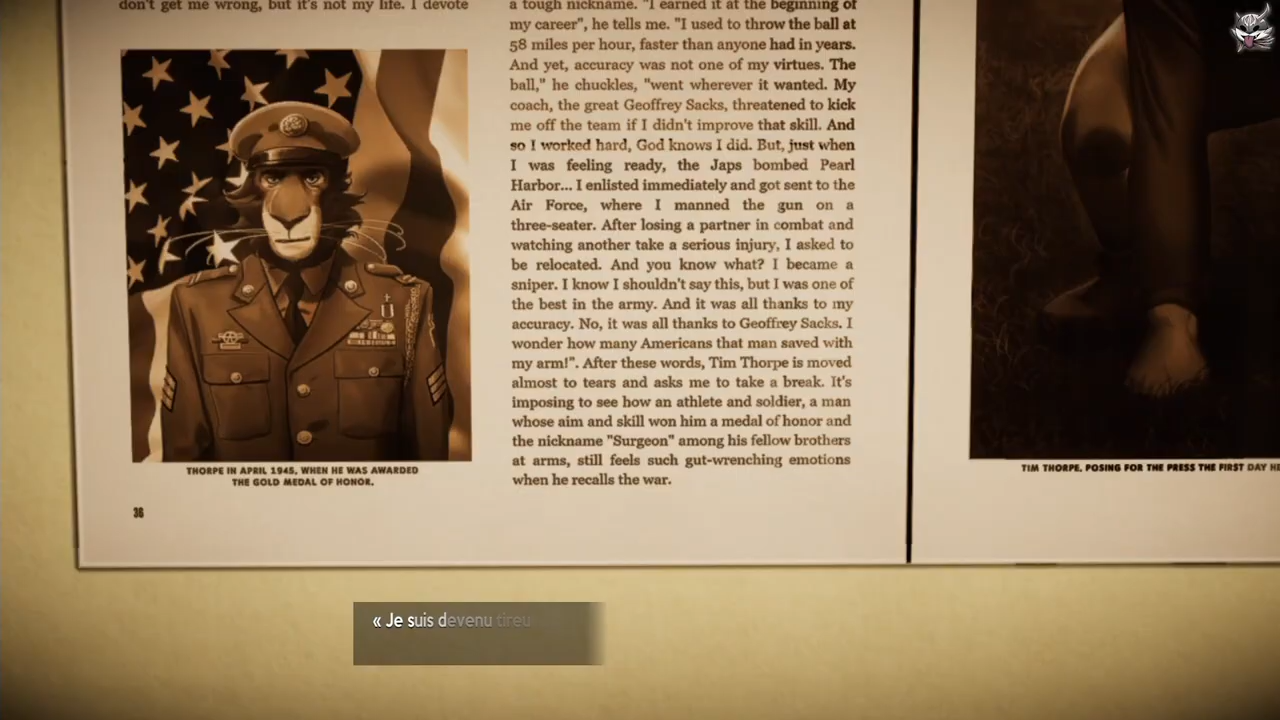 don't get me wrong, but it's not my life. I devote
THORPE IN APRIL 1945, WHEN HE WAS AWARDED
THE GOLD MEDAL OF HONOR.
36
a tough nickname. "I earned it at the beginning of
my career", he tells me. "I used to throw the ball at
58 miles per hour, faster than anyone had in years.
And yet, accuracy was not one of my virtues. The
ball," he chuckles, "went wherever it wanted. My
coach, the great Geoffrey Sacks, threatened to kick
me off the team if I didn't improve that skill. And
so I worked hard, God knows I did. But, just when
I was feeling ready, the Japs bombed Pearl
Harbor... I enlisted immediately and got sent to the
Air Force, where I manned the gun on a
three-seater. After losing a partner in combat and
watching another take a serious injury, I asked to
be relocated. And you know what? I became a
sniper. I know I shouldn't say this, but I was one of
the best in the army. And it was all thanks to my
accuracy. No, it was all thanks to Geoffrey Sacks. I
wonder how many Americans that man saved with
my arm!". After these words, Tim Thorpe is moved
almost to tears and asks me to take a break. It's
imposing to see how an athlete and soldier, a man
whose aim and skill won him a medal of honor and
the nickname "Surgeon" among his fellow brothers
at arms, still feels such gut-wrenching emotions
when he recalls the war.
TIM THORPE, POSING FOR THE PRESS THE FIRST DAY HE
« Je suis devenu tireu